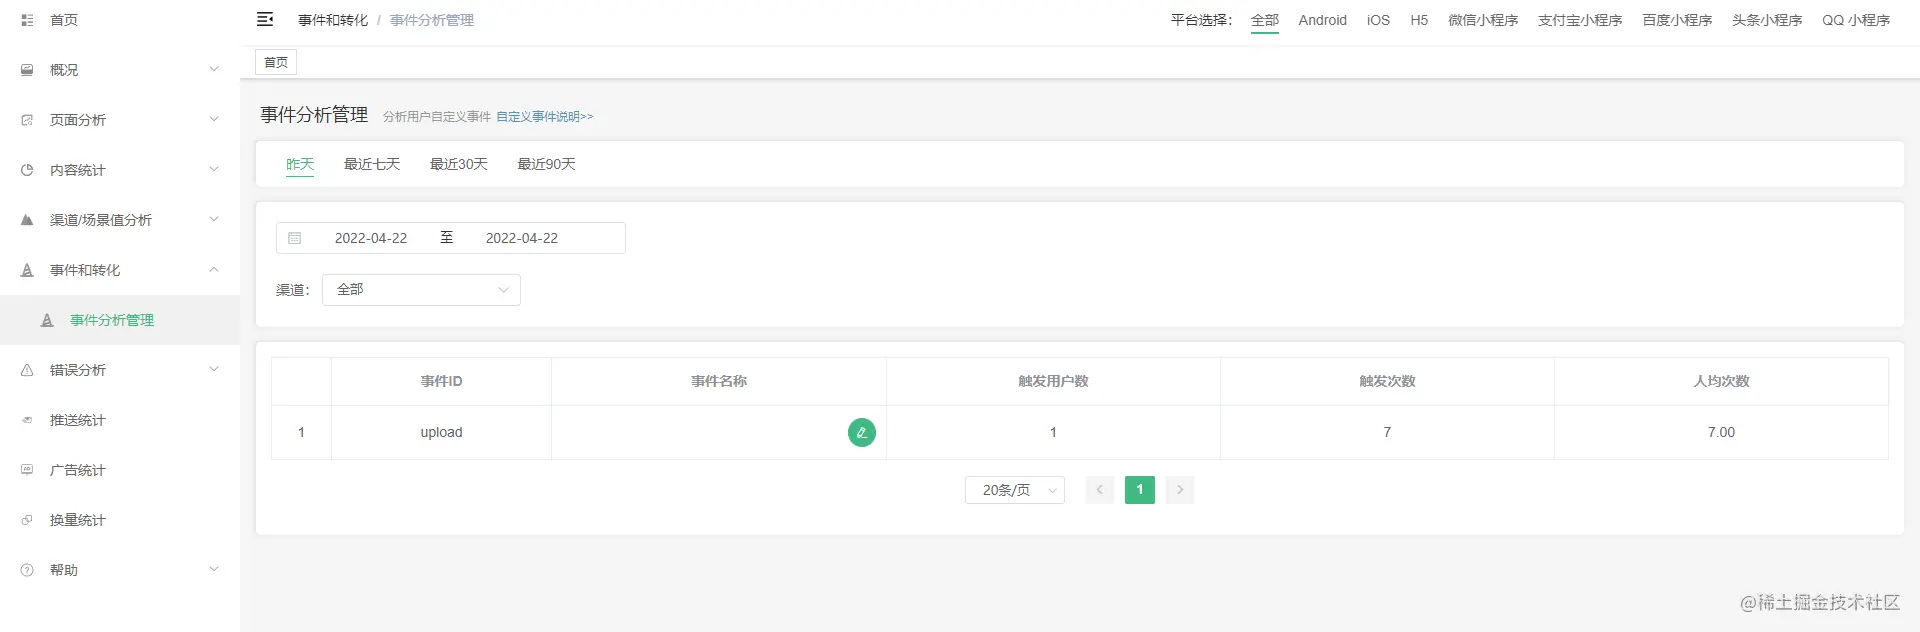 首页
概况
页面分析
内容统计
渠道/场景值分析
事件和转化
事件分析管理
错误分析
推送统计
广告统计
换量统计
帮助
事件和转化 / 事件分析管理
平台选择： 全部 Android iOS H5 微信小程序 支付宝小程序 百度小程序 头条小程序 QQ 小程序
首页
事件分析管理 分析用户自定义事件 自定义事件说明>>
昨天 最近七天 最近30天 最近90天
2022-04-22 至 2022-04-22
渠道： 全部
事件ID 事件名称 触发用户数 触发次数 人均次数
1 upload 1 7 7.00
20条/页 1
@稀土掘金技术社区